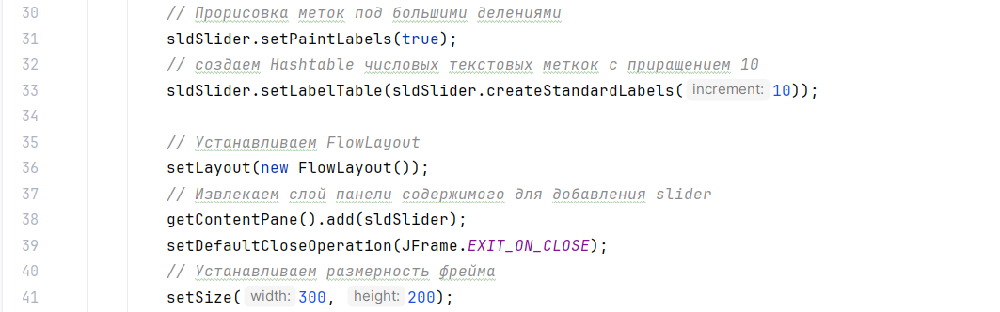 30 // Прорисовка меток под большими делениями
31 sldSlider.setPaintLabels(true);
32 // создаем Hashtable числовых текстовых меткок с приращением 10
33 sldSlider.setLabelTable(sldSlider.createStandardLabels( increment: 10));
34
35 // Устанавливаем FlowLayout
36 setLayout(new FlowLayout());
37 // Извлекаем слой панели содержимого для добавления slider
38 getContentPane().add(sldSlider);
39 setDefaultCloseOperation(JFrame.EXIT_ON_CLOSE);
40 // Устанавливаем размерность фрейма
41 setSize( width: 300, height: 200);